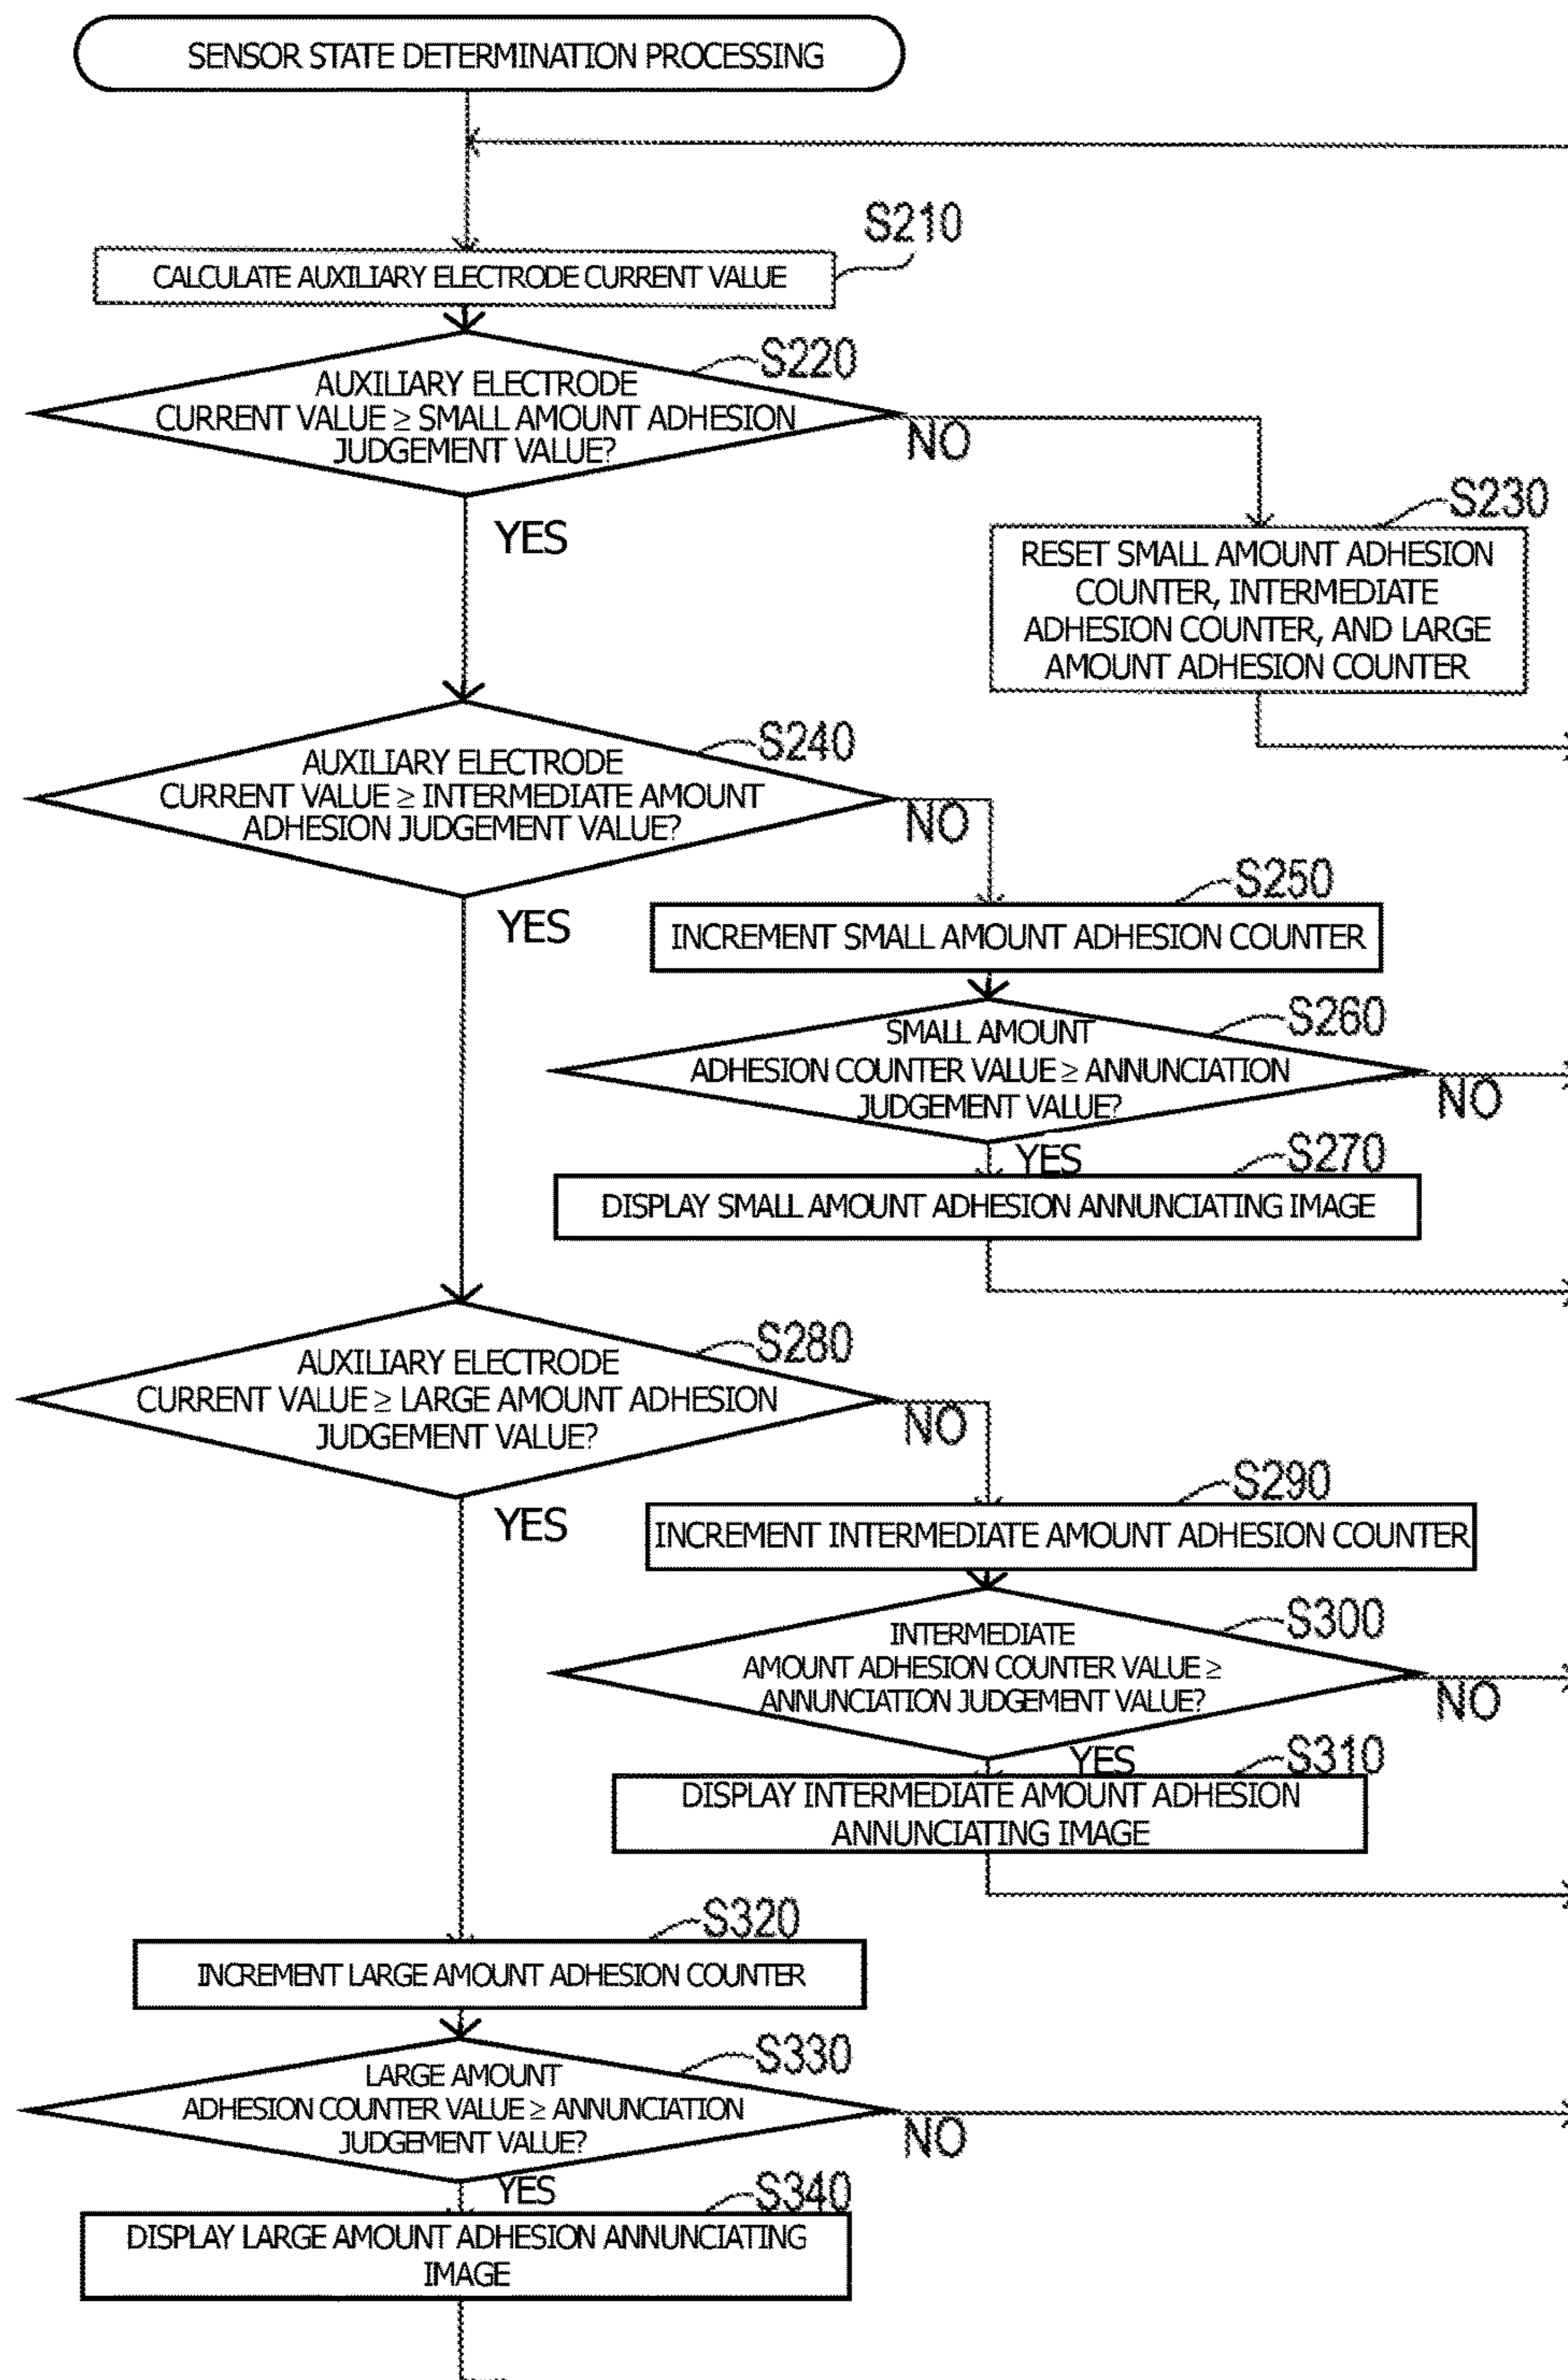 SENSOR STATE DETERMINATION PROCESSING
S210
CALCULATE AUXILIARY ELECTRODE CURRENT VALUE
S220
AUXILIARY ELECTRODE
CURRENT VALUE ≥ SMALL AMOUNT ADHESION
JUDGEMENT VALUE?
NO
YES
S230
RESET SMALL AMOUNT ADHESION
COUNTER, INTERMEDIATE
ADHESION COUNTER, AND LARGE
AMOUNT ADHESION COUNTER
S240
AUXILIARY ELECTRODE
CURRENT VALUE ≥ INTERMEDIATE AMOUNT
ADHESION JUDGEMENT VALUE?
NO
YES
S250
INCREMENT SMALL AMOUNT ADHESION COUNTER
S260
SMALL AMOUNT
ADHESION COUNTER VALUE ≥ ANNUNCIATION
JUDGEMENT VALUE?
NO
YES
S270
DISPLAY SMALL AMOUNT ADHESION ANNUNCIATING IMAGE
S280
AUXILIARY ELECTRODE
CURRENT VALUE ≥ LARGE AMOUNT ADHESION
JUDGEMENT VALUE?
NO
YES
S290
INCREMENT INTERMEDIATE AMOUNT ADHESION COUNTER
S300
INTERMEDIATE
AMOUNT ADHESION COUNTER VALUE ≥
ANNUNCIATION JUDGEMENT VALUE?
NO
YES
S310
DISPLAY INTERMEDIATE AMOUNT ADHESION
ANNUNCIATING IMAGE
S320
INCREMENT LARGE AMOUNT ADHESION COUNTER
S330
LARGE AMOUNT
ADHESION COUNTER VALUE ≥ ANNUNCIATION
JUDGEMENT VALUE?
NO
YES
S340
DISPLAY LARGE AMOUNT ADHESION ANNUNCIATING
IMAGE